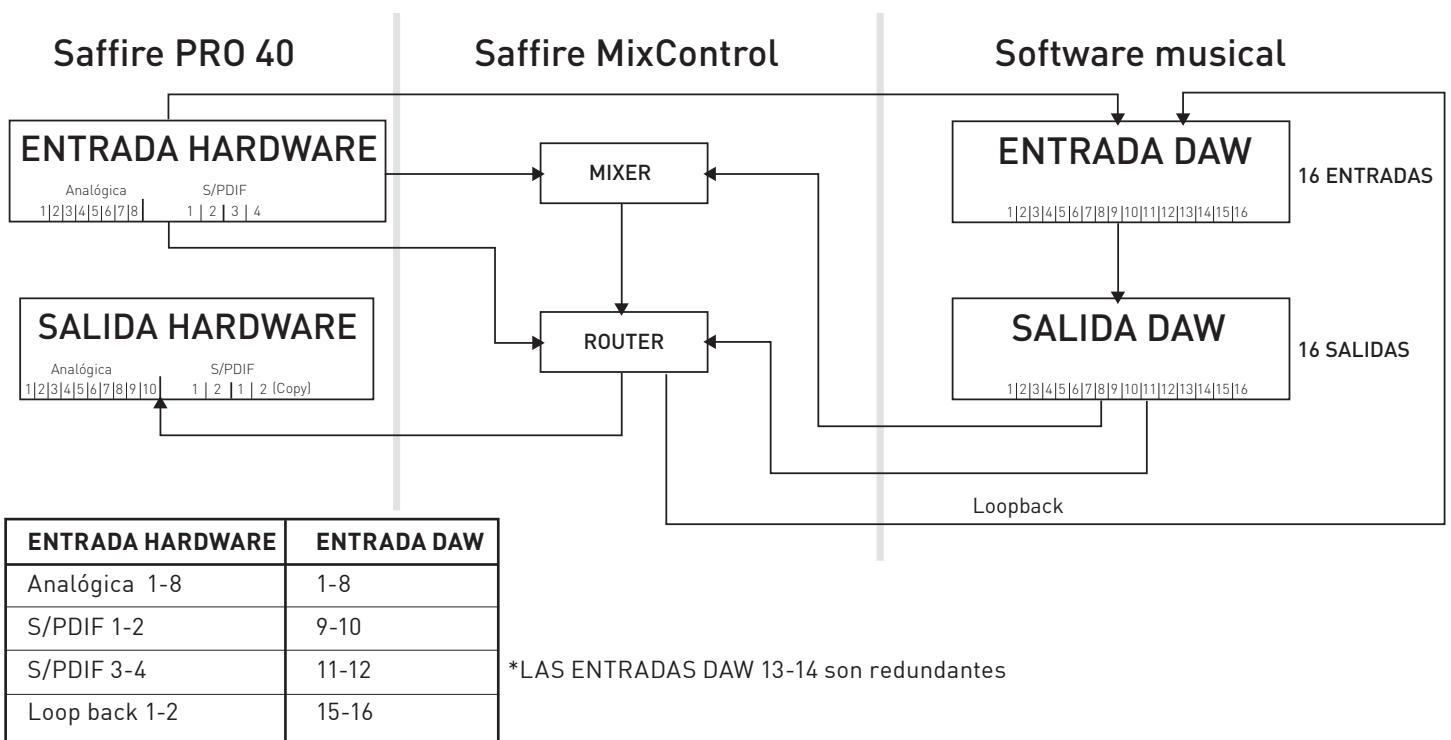 Saffire PRO 40
Saffire MixControl
Software musical
ENTRADA HARDWARE
Analógica S/PDIF
1|2|3|4|5|6|7|8| 1 | 2 | 3 | 4
MIXER
ENTRADA DAW
1|2|3|4|5|6|7|8|9|10|11|12|13|14|15|16
16 ENTRADAS
SALIDA HARDWARE
Analógica S/PDIF
1|2|3|4|5|6|7|8|9|10| 1 | 2 | 1 | 2 (Copy)
ROUTER
SALIDA DAW
1|2|3|4|5|6|7|8|9|10|11|12|13|14|15|16
16 SALIDAS
Loopback
ENTRADA HARDWARE ENTRADA DAW
Analógica 1-8 1-8
S/PDIF 1-2 9-10
S/PDIF 3-4 11-12
*LAS ENTRADAS DAW 13-14 son redundantes
Loop back 1-2 15-16